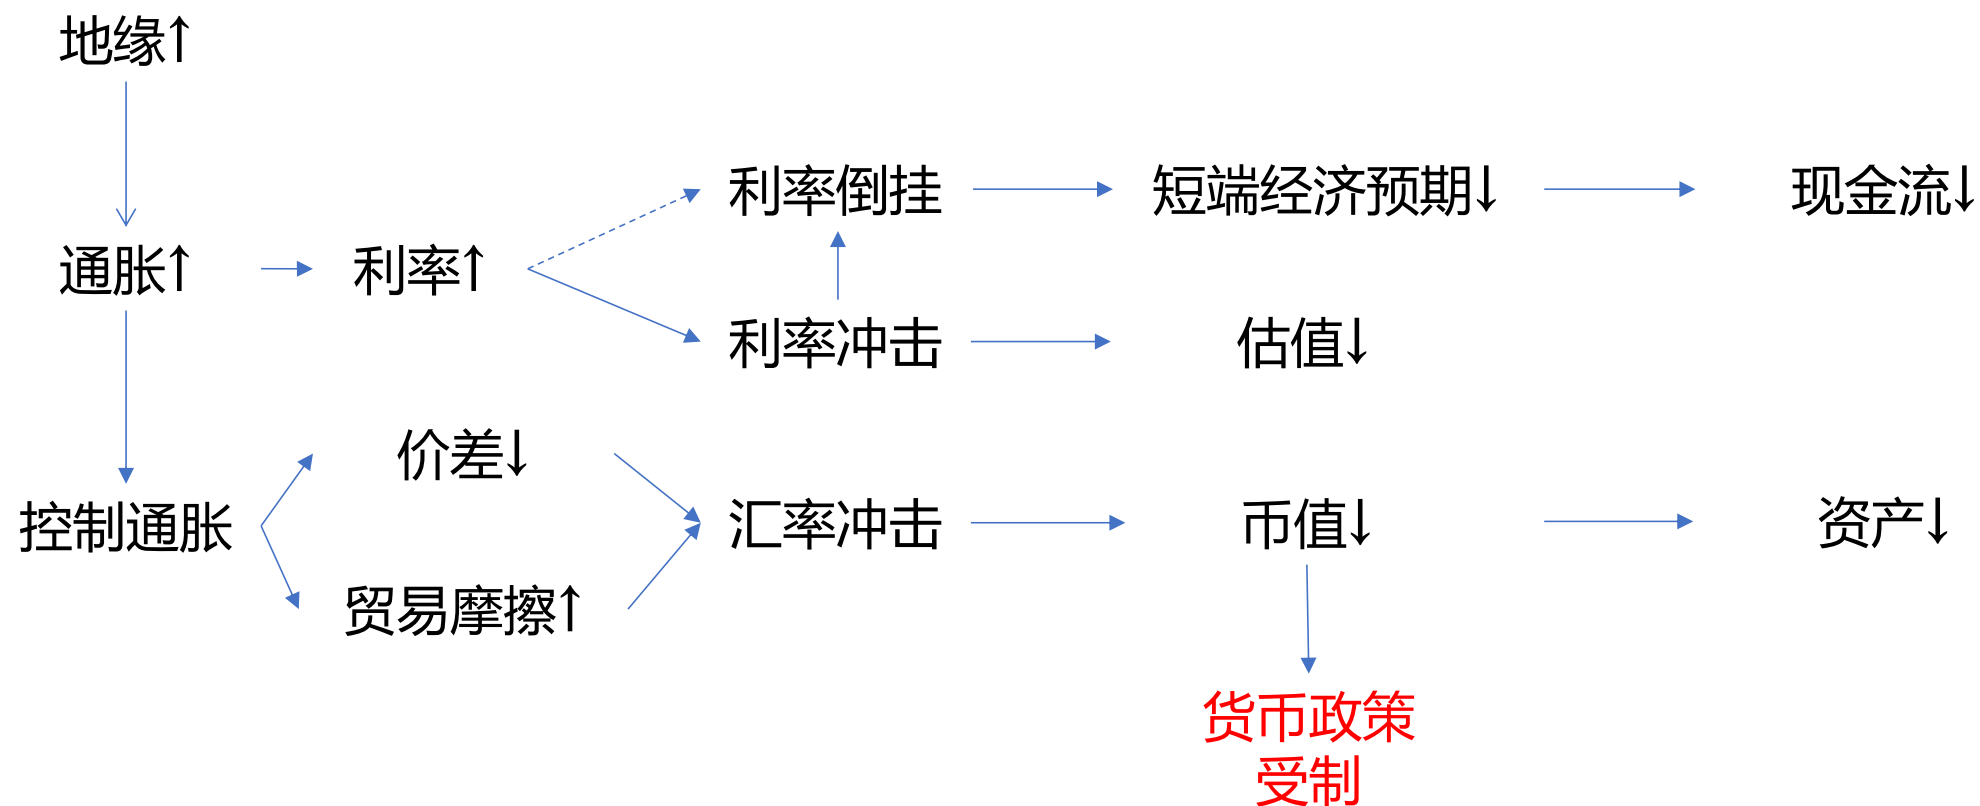 地缘↑
利率倒挂
短端经济预期↓
现金流↓
通胀↑
利率↑
利率冲击
估值↓
价差↓
控制通胀
汇率冲击
币值↓
资产↓
贸易摩擦↑
货币政策
受制